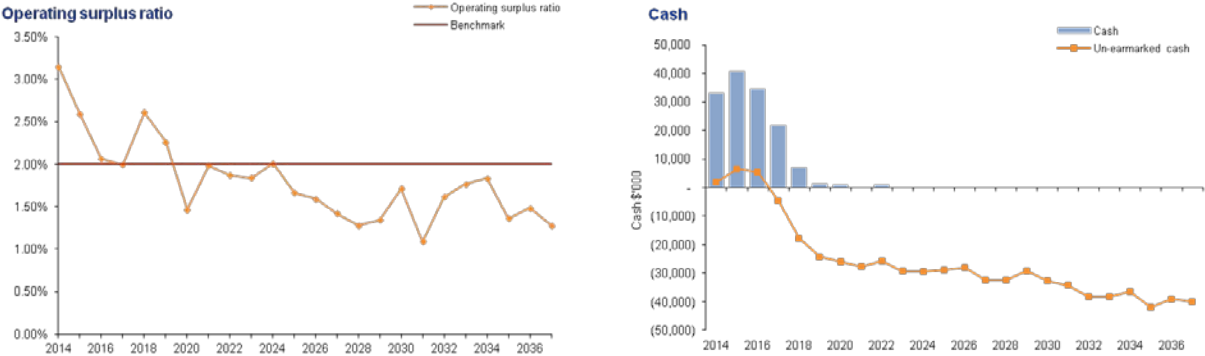 Operating surplus ratio
Operating surplus ratio
Benchmark
3.50%
3.00%
2.50%
2.00%
1.50%
1.00%
0.50%
0.00%
2014 2016 2018 2020 2022 2024 2026 2028 2030 2032 2034 2036
Cash
Cash
Un-earmarked cash
Cash $'000
50,000
40,000
30,000
20,000
10,000
-
(10,000)
(20,000)
(30,000)
(40,000)
(50,000)
2014 2016 2018 2020 2022 2024 2026 2028 2030 2032 2034 2036